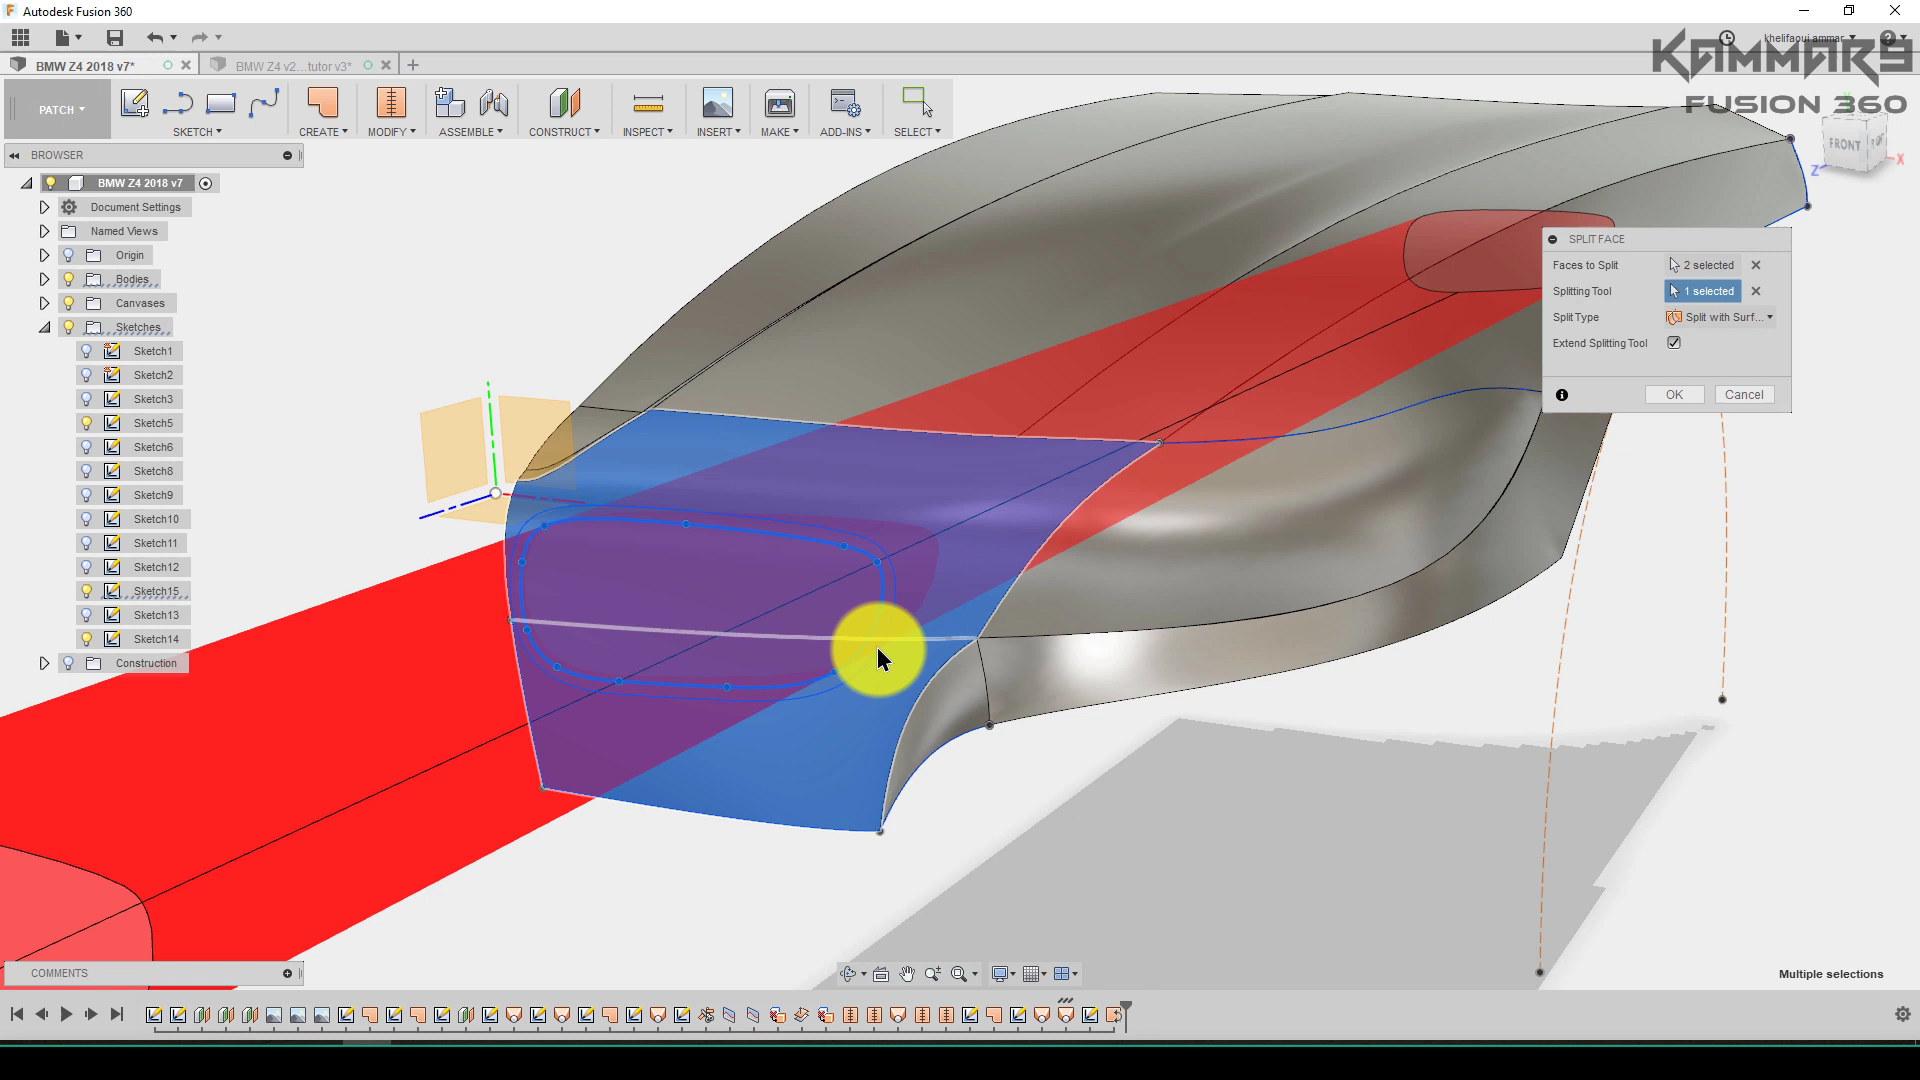 Autodesk Fusion 360
khelifaoui ammar
KAMMAR9
FUSION 360
BMW Z4 2018 v7*
BMW Z4 v2...tutor v3*
PATCH
SKETCH
CREATE
MODIFY
ASSEMBLE
CONSTRUCT
INSPECT
INSERT
MAKE
ADD-INS
SELECT
BROWSER
BMW Z4 2018 v7
Document Settings
Named Views
Origin
Bodies
Canvases
Sketches
Sketch1
Sketch2
Sketch3
Sketch5
Sketch6
Sketch8
Sketch9
Sketch10
Sketch11
Sketch12
Sketch15
Sketch13
Sketch14
Construction
FRONT
X
Z
SPLIT FACE
Faces to Split
2 selected
Splitting Tool
1 selected
Split Type
Split with Surf...
Extend Splitting Tool
OK
Cancel
COMMENTS
Multiple selections